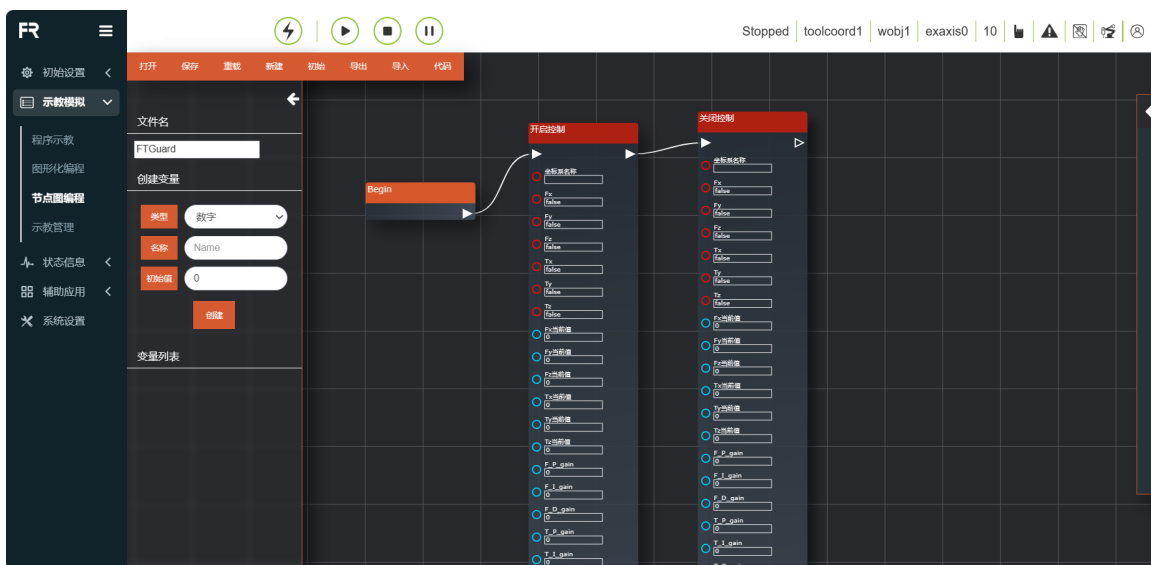 FR
Stopped toolcoord1 wobj1 exaxis0 10
初始设置
示教模拟
程序示教
图形化编程
节点图编程
示教管理
状态信息
辅助应用
系统设置
打开 保存 重载 新建 初始 导出 导入 代码
文件名
FTGuard
创建变量
类型 数字
名称 Name
初始值 0
创建
变量列表
Begin
开启控制
坐标系名称
Fx
false
Fy
false
Fz
false
Tx
false
Ty
false
Tz
false
Fx当前值
0
Fy当前值
0
Fz当前值
0
Tx当前值
0
Ty当前值
0
Tz当前值
0
F_P_gain
0
F_I_gain
0
F_D_gain
0
T_P_gain
0
T_I_gain
0
关闭控制
坐标系名称
Fx
false
Fy
false
Fz
false
Tx
false
Ty
false
Tz
false
Fx当前值
0
Fy当前值
0
Fz当前值
0
Tx当前值
0
Ty当前值
0
Tz当前值
0
F_P_gain
0
F_I_gain
0
F_D_gain
0
T_P_gain
0
T_I_gain
0